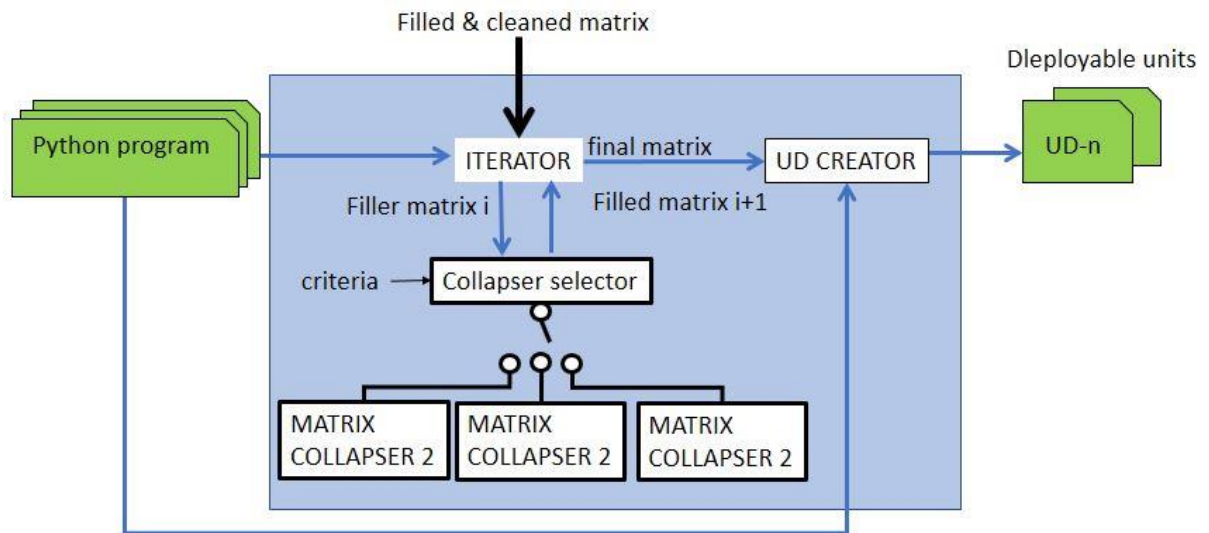 Filled & cleaned matrix
Dleployable units
Python program
ITERATOR
final matrix
UD CREATOR
UD-n
Filler matrix i
Filled matrix i+1
criteria
Collapser selector
MATRIX
COLLAPSER 2
MATRIX
COLLAPSER 2
MATRIX
COLLAPSER 2